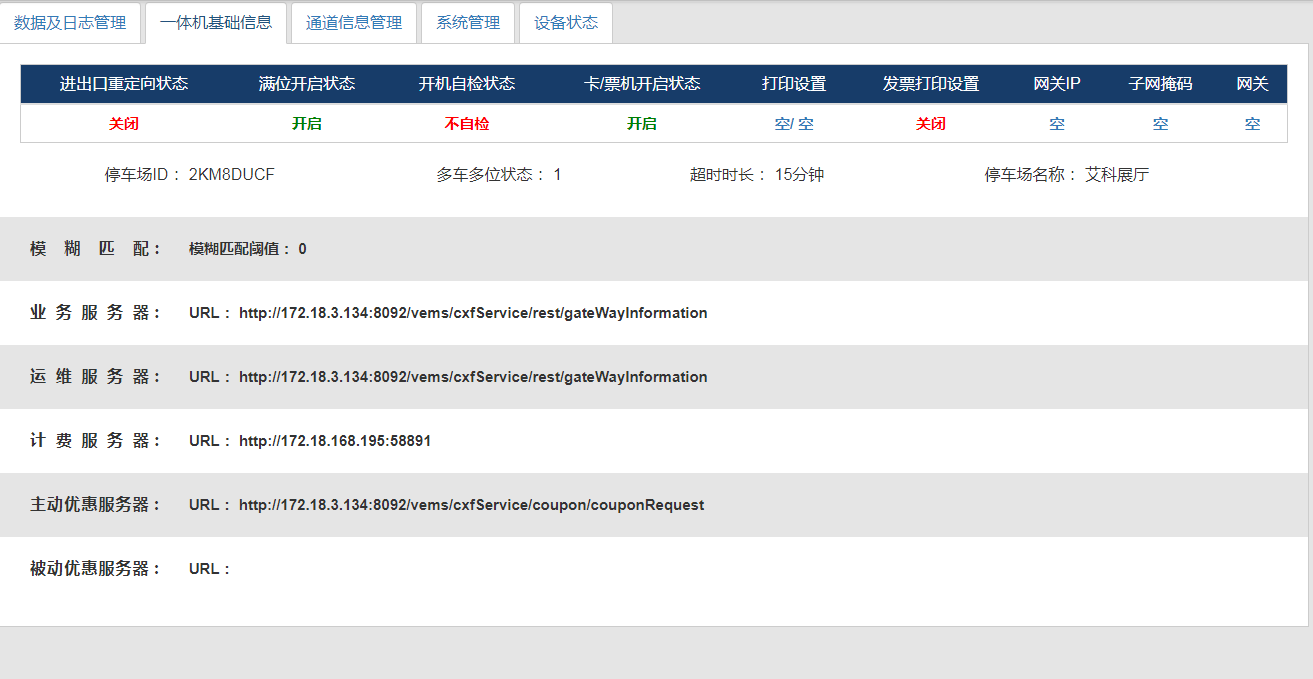 数据及日志管理 一体机基础信息 通道信息管理 系统管理 设备状态
进出口重定向状态 满位开启状态 开机自检状态 卡/票机开启状态 打印设置 发票打印设置 网关IP 子网掩码 网关
关闭 开启 不自检 开启 空/ 空 关闭 空 空 空
停车场ID： 2KM8DUCF 多车多位状态： 1 超时时长： 15分钟 停车场名称： 艾科展厅
模糊匹配： 模糊匹配阈值： 0
业务服务器： URL： http://172.18.3.134:8092/vems/cxfService/rest/gateWayInformation
运维服务器： URL： http://172.18.3.134:8092/vems/cxfService/rest/gateWayInformation
计费服务器： URL： http://172.18.168.195:58891
主动优惠服务器： URL： http://172.18.3.134:8092/vems/cxfService/coupon/couponRequest
被动优惠服务器： URL：